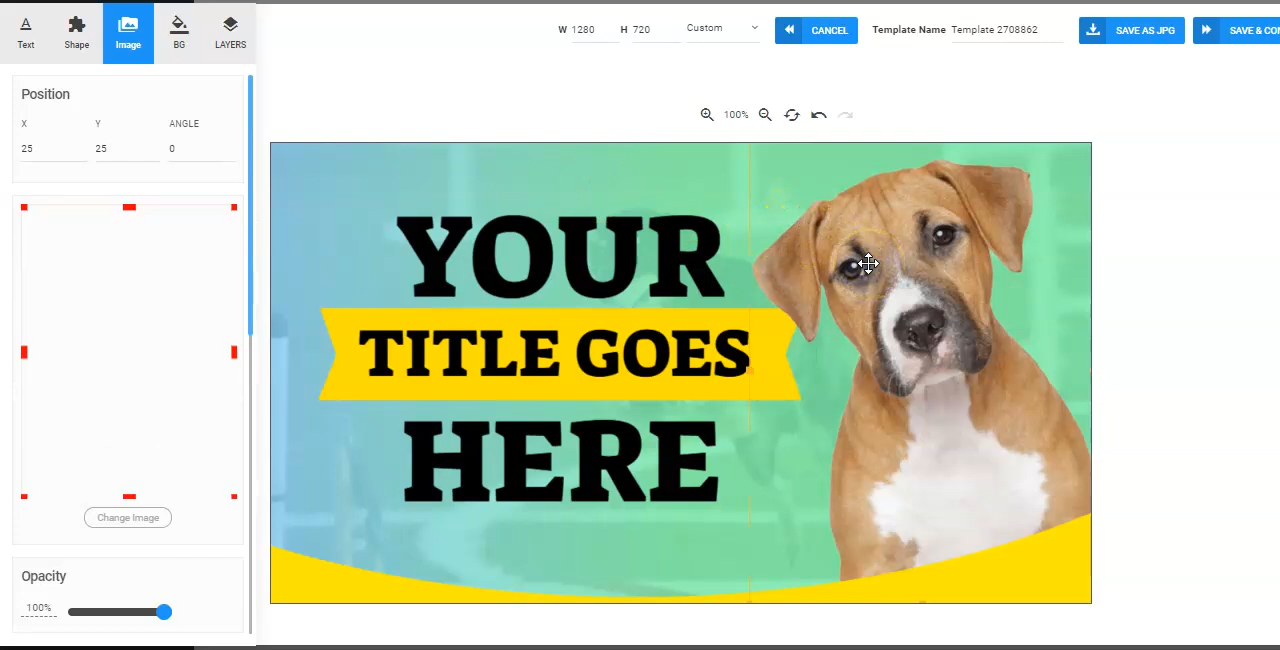 Text
Shape
Image
BG
LAYERS
W 1280 H 720 Custom
CANCEL
Template Name Template 2708862
SAVE AS JPG
SAVE & CON
100%
Position
X Y ANGLE
25 25 0
Change Image
Opacity
100%
YOUR
TITLE GOES
HERE